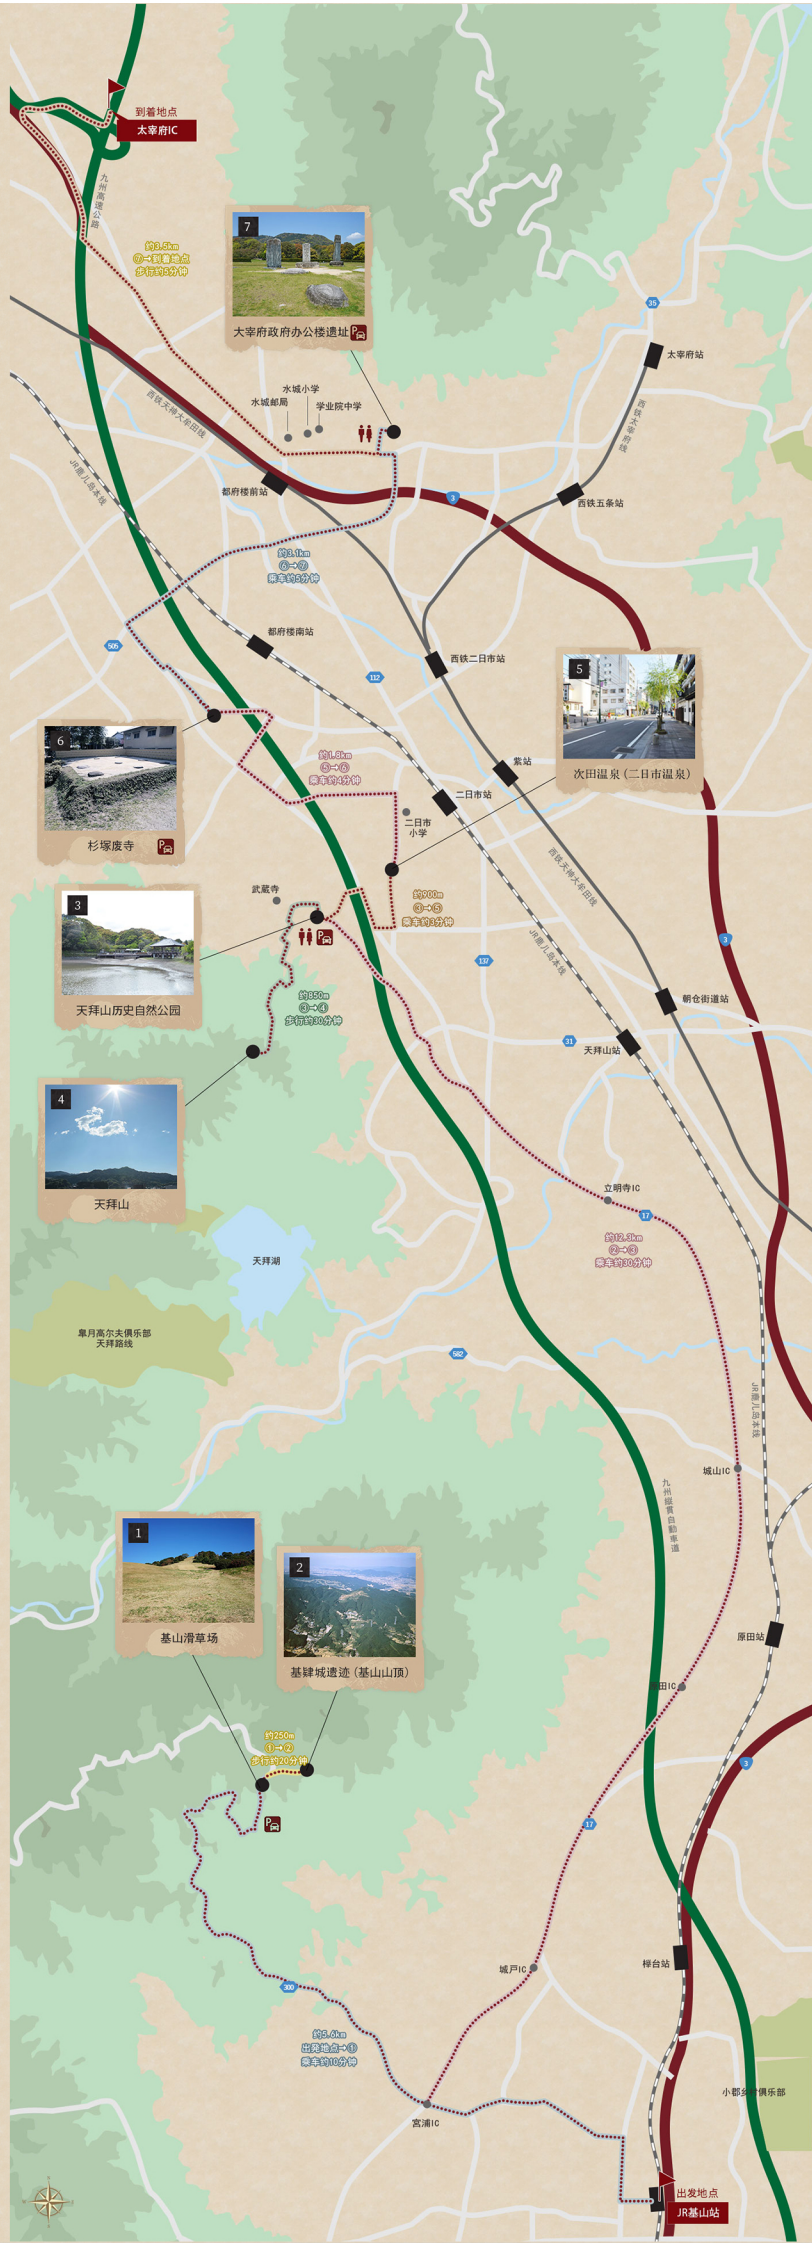 到着地点
太宰府IC
九州高速公路
约3.5km
⑦→到着地点
步行约5分钟
7
大宰府政府办公楼遗址
P
35
太宰府站
西铁太宰府线
水城小学
水城邮局
学业院中学
西铁天神大牟田线
JR鹿儿岛本线
都府楼前站
3
西铁五条站
约3.1km
⑥→⑦
乘车约5分钟
505
都府楼南站
西铁二日市站
112
5
次田温泉（二日市温泉）
6
杉塚废寺
P
约1.8km
⑤→⑥
乘车约4分钟
紫站
二日市站
二日市
小学
西铁天神大牟田线
武蔵寺
3
天拜山历史自然公园
P
约900m
③→⑤
乘车约3分钟
JR鹿儿岛本线
3
137
约850m
③→④
步行约30分钟
朝仓街道站
31
天拜山站
4
天拜山
立明寺IC
17
约12.3km
②→③
乘车约30分钟
天拜湖
皐月高尔夫俱乐部
天拜路线
582
JR鹿儿岛本线
城山IC
九州縦貫自動車道
1
基山滑草场
2
基肄城遗迹（基山山顶）
原田站
原田IC
约250m
①→②
步行约20分钟
P
3
17
城戸IC
桦台站
300
约5.6km
出発地点→①
乘车约10分钟
宮浦IC
小郡乡村俱乐部
出发地点
JR基山站